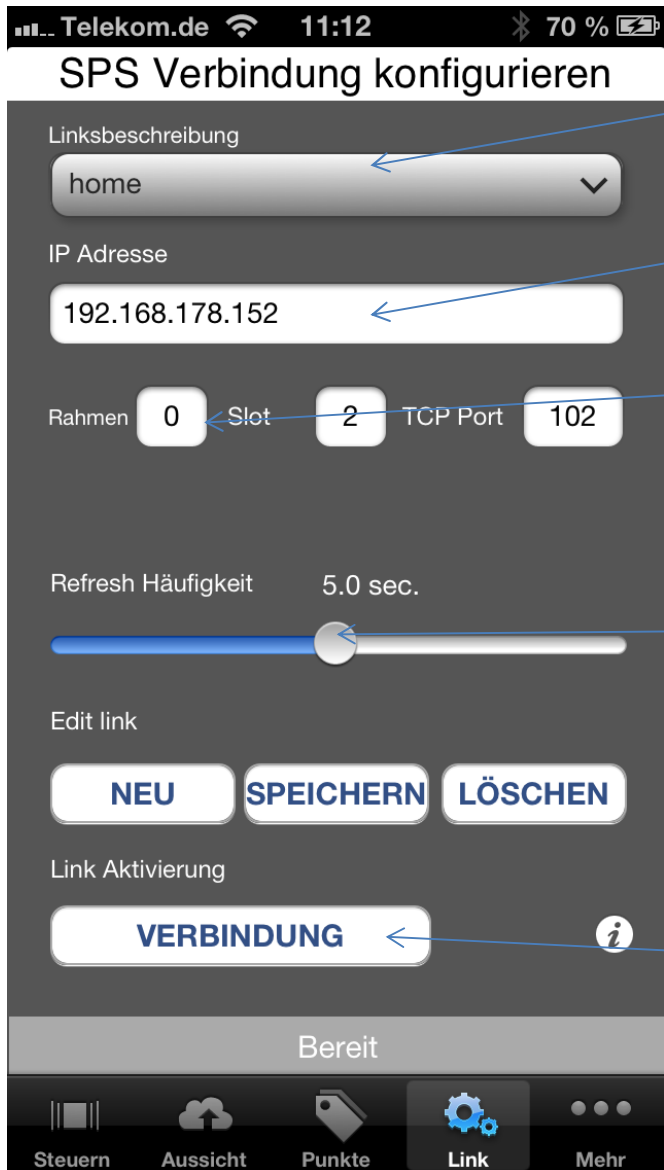 Telekom.de 11:12 70 %
SPS Verbindung konfigurieren
Linksbeschreibung
home
IP Adresse
192.168.178.152
Rahmen 0 Slot 2 TCP Port 102
Refresh Häufigkeit 5.0 sec.
Edit link
NEU SPEICHERN LÖSCHEN
Link Aktivierung
VERBINDUNG i
Bereit
Steuern Aussicht Punkte Link Mehr